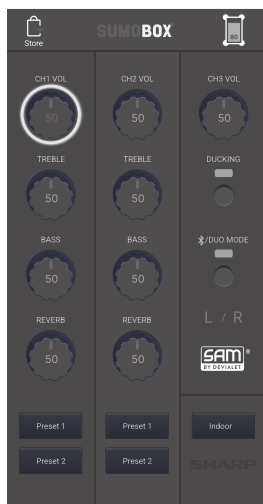 Store
SUMOBOX
80
CH1 VOL
CH2 VOL
CH3 VOL
50
50
50
TREBLE
TREBLE
DUCKING
50
50
BASS
BASS
/DUO MODE
50
50
REVERB
REVERB
L / R
50
50
SAM®
BY DEVIALET
Preset 1
Preset 1
Indoor
Preset 2
Preset 2
SHARP